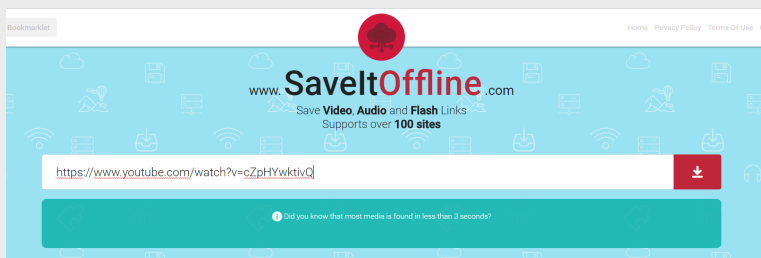 Bookmarklet
Home Privacy Policy Terms Of Use
www.SaveItOffline.com
Save Video, Audio and Flash Links
Supports over 100 sites
https://www.youtube.com/watch?v=cZpHYwktivQ
Did you know that most media is found in less than 3 seconds?